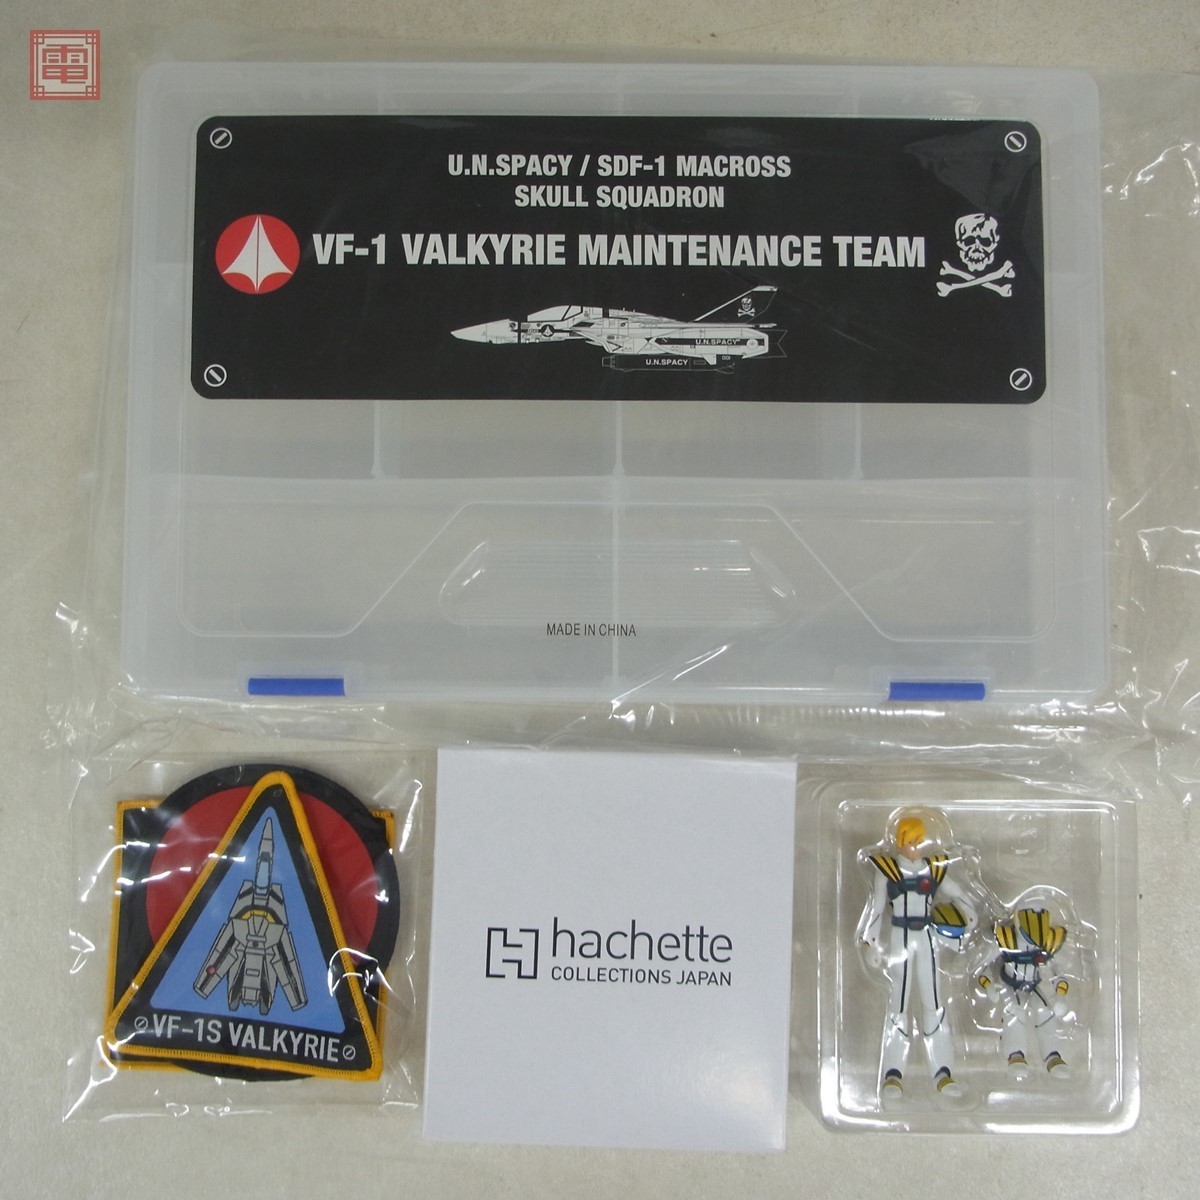 電
U.N.SPACY / SDF-1 MACROSS
SKULL SQUADRON
VF-1 VALKYRIE MAINTENANCE TEAM
U.N.SPACY
U.N.SPACY
MADE IN CHINA
VF-1S VALKYRIE
hachette
COLLECTIONS JAPAN